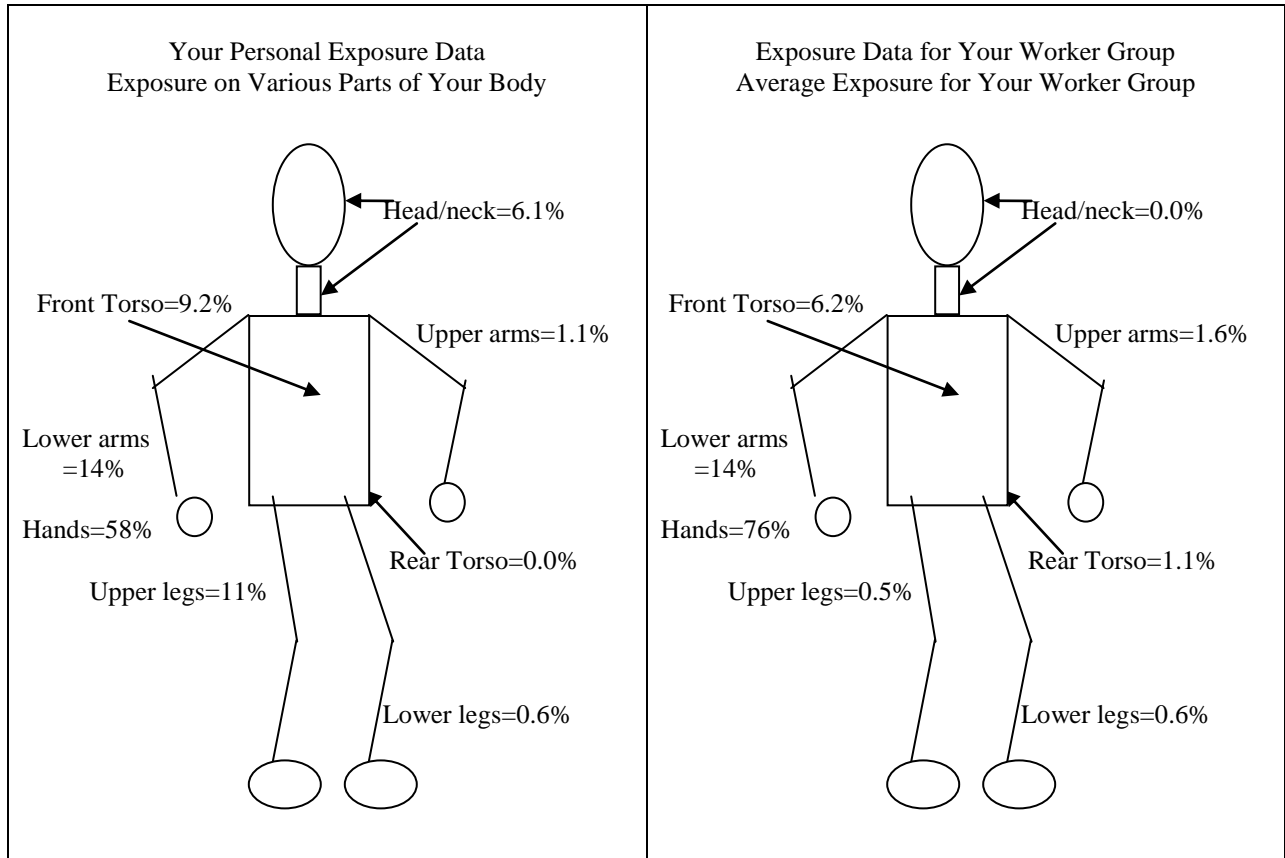 Your Personal Exposure Data
Exposure on Various Parts of Your Body
Head/neck=6.1%
Front Torso=9.2%
Upper arms=1.1%
Lower arms
=14%
Hands=58%
Rear Torso=0.0%
Upper legs=11%
Lower legs=0.6%
Exposure Data for Your Worker Group
Average Exposure for Your Worker Group
Head/neck=0.0%
Front Torso=6.2%
Upper arms=1.6%
Lower arms
=14%
Hands=76%
Rear Torso=1.1%
Upper legs=0.5%
Lower legs=0.6%